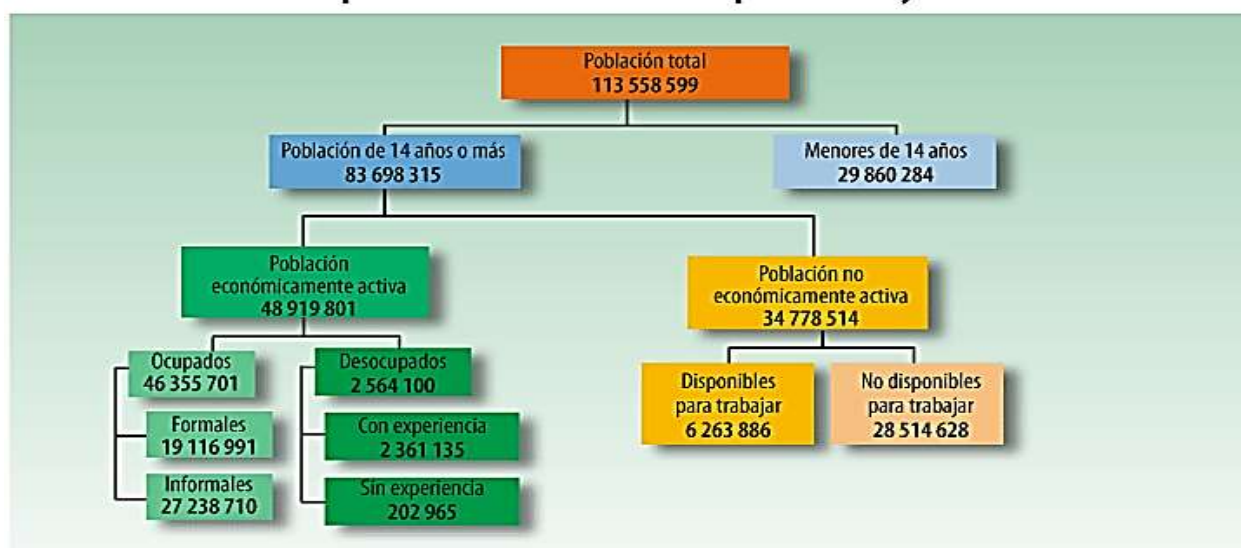 Población total
113 558 599
Población de 14 años o más
83 698 315
Menores de 14 años
29 860 284
Población
económicamente activa
48 919 801
Población no
económicamente activa
34 778 514
Ocupados
46 355 701
Desocupados
2 564 100
Disponibles
para trabajar
6 263 886
No disponibles
para trabajar
28 514 628
Formales
19 116 991
Con experiencia
2 361 135
Informales
27 238 710
Sin experiencia
202 965